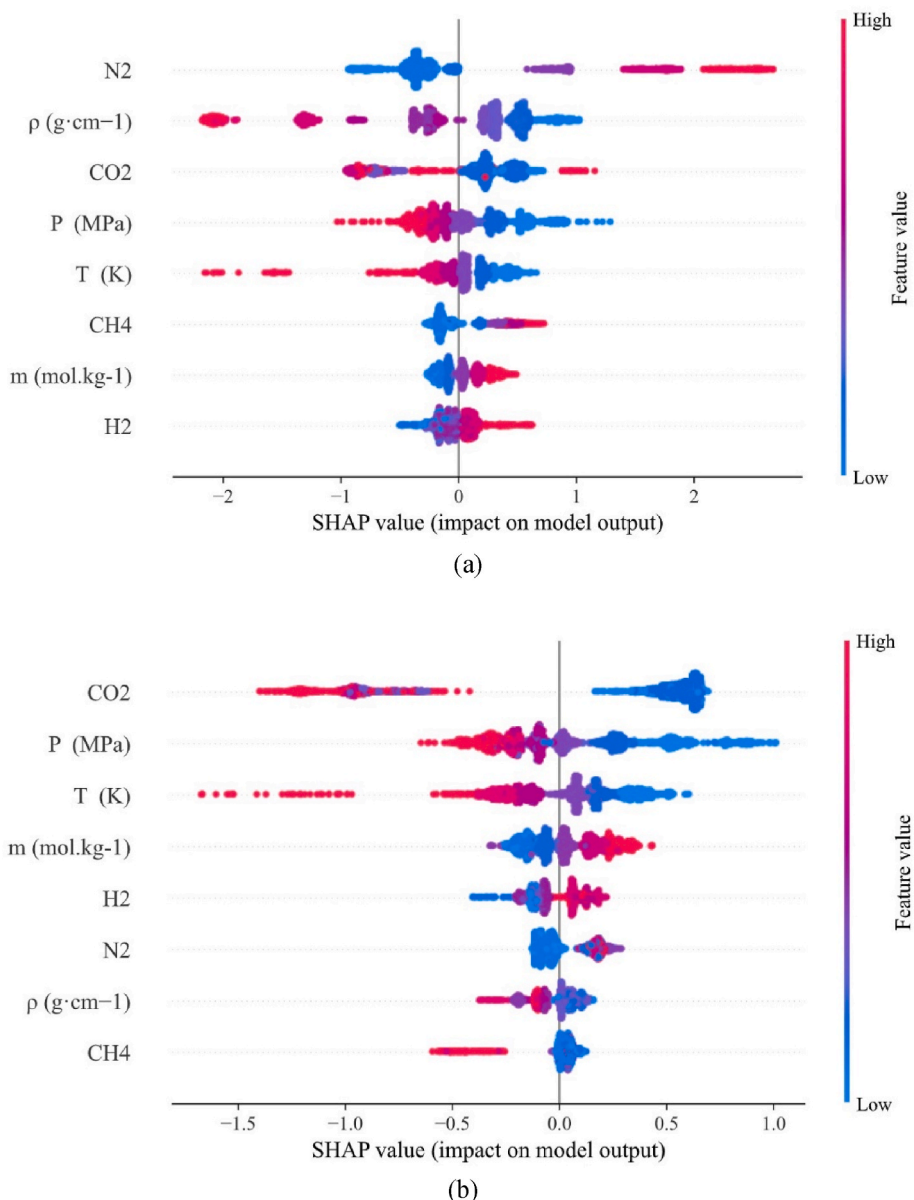 High
N2
ρ (g·cm−1)
CO2
P (MPa)
T (K)
CH4
m (mol.kg-1)
H2
Feature value
Low
−2 −1 0 1 2
SHAP value (impact on model output)
(a)
High
CO2
P (MPa)
T (K)
m (mol.kg-1)
H2
N2
ρ (g·cm−1)
CH4
Feature value
Low
−1.5 −1.0 −0.5 0.0 0.5 1.0
SHAP value (impact on model output)
(b)